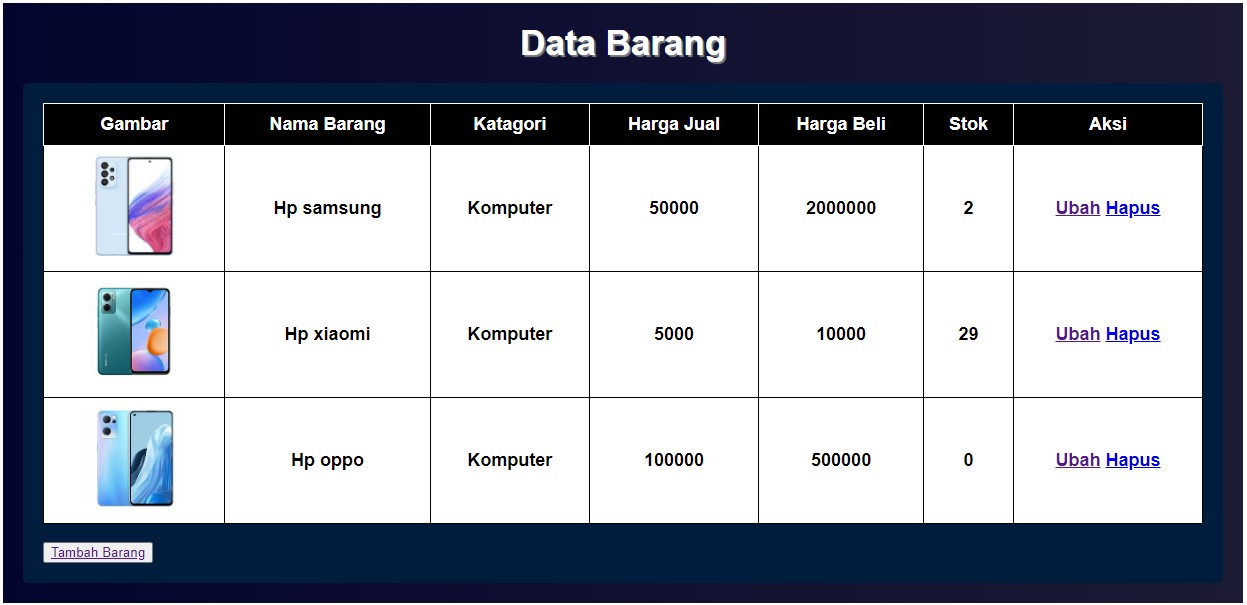 Data Barang
Gambar Nama Barang Katagori Harga Jual Harga Beli Stok Aksi
Hp samsung Komputer 50000 2000000 2 Ubah Hapus
Hp xiaomi Komputer 5000 10000 29 Ubah Hapus
Hp oppo Komputer 100000 500000 0 Ubah Hapus
Tambah Barang